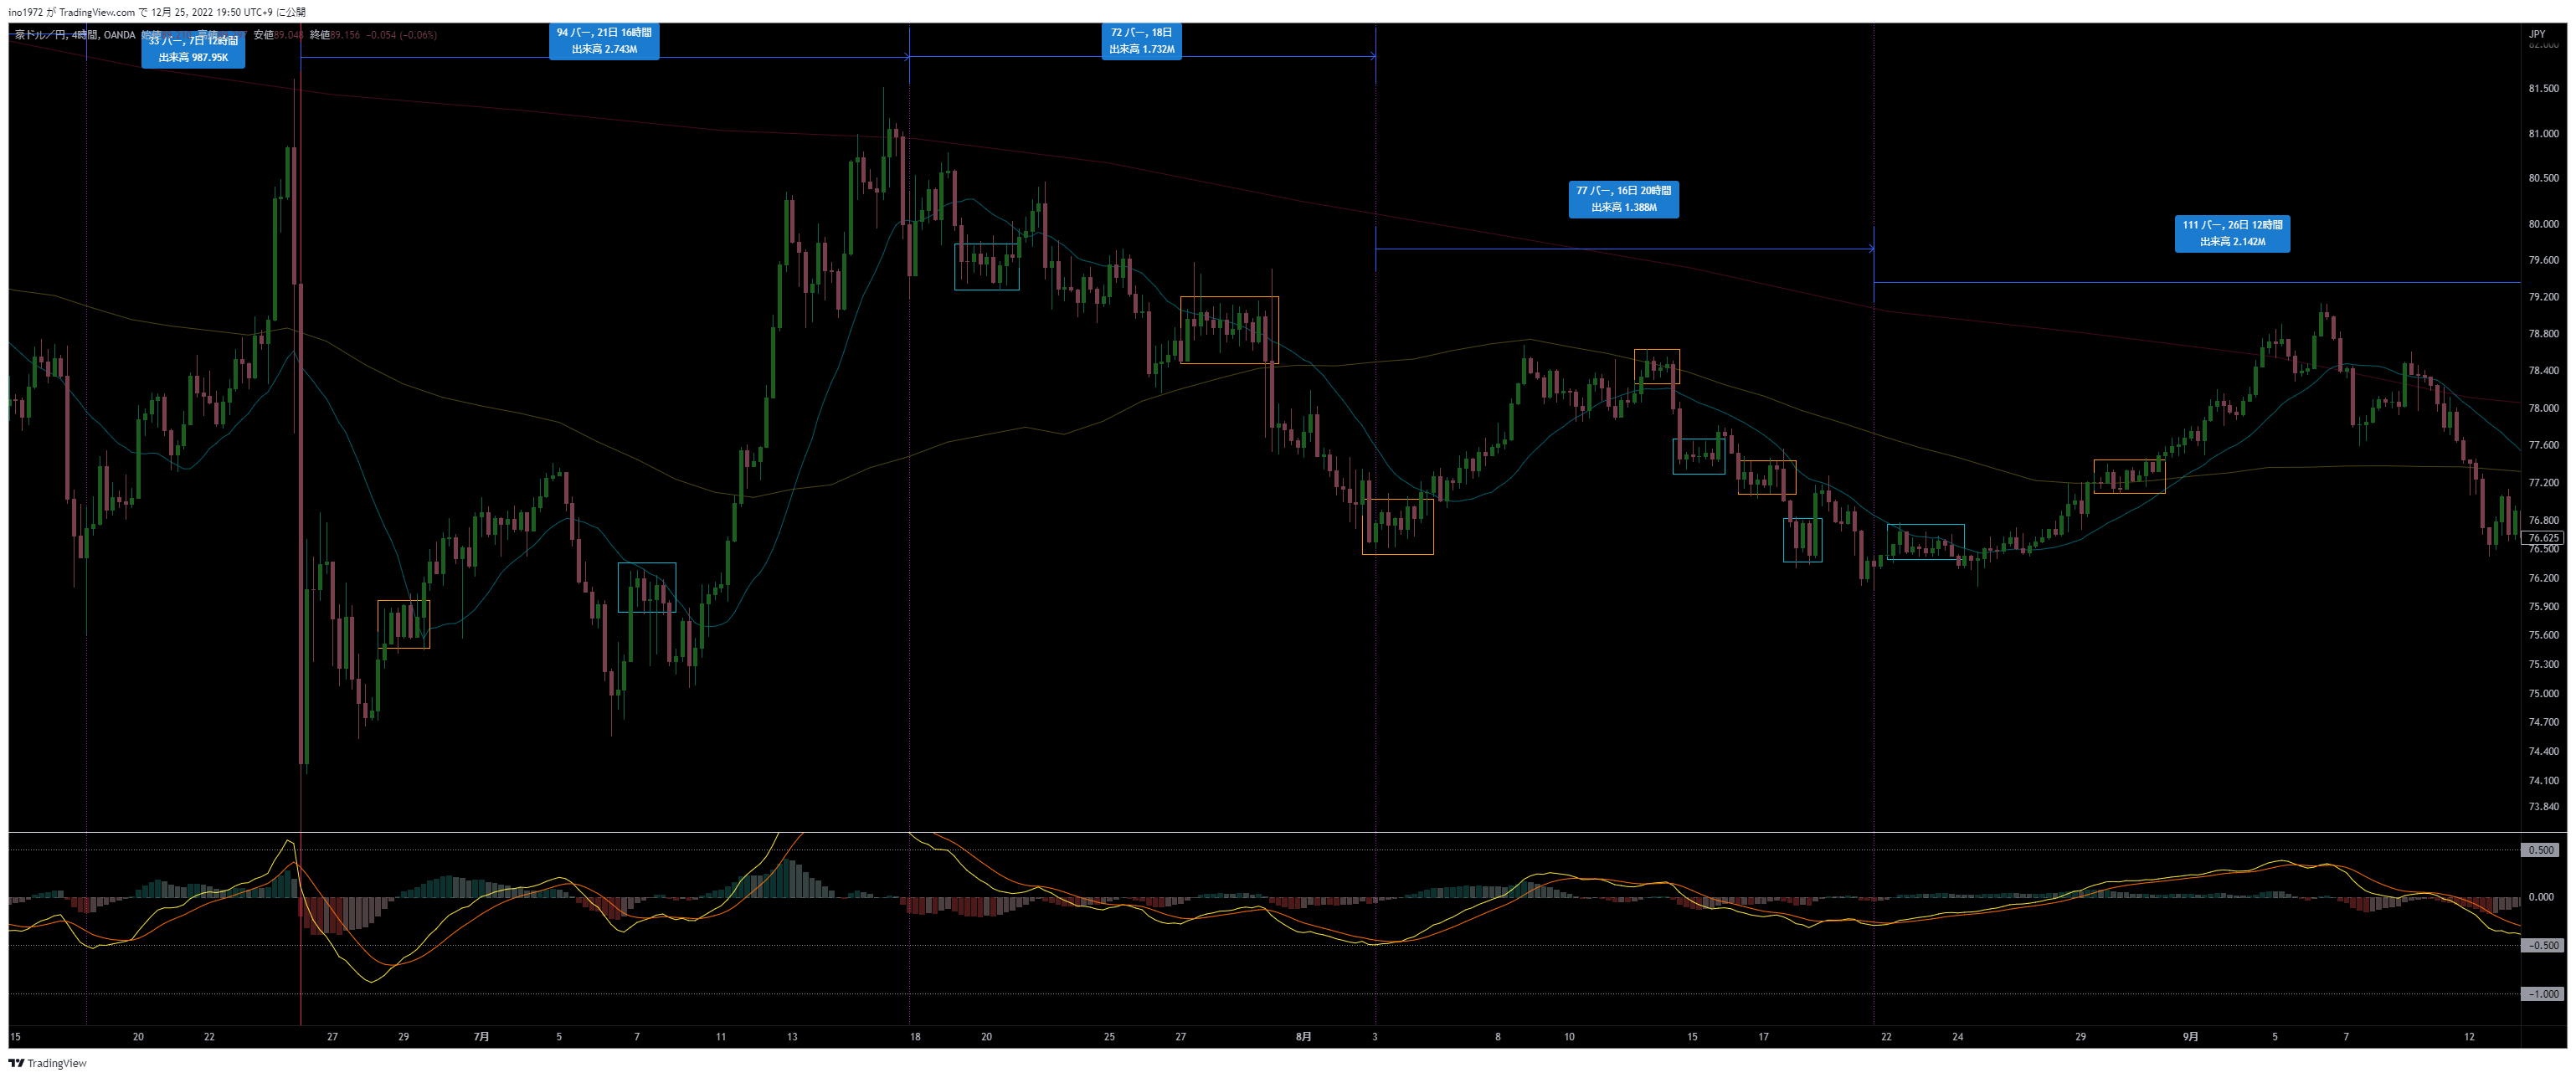 ino1972 が TradingView.com で 12月 25, 2022 19:50 UTC+9 に公開
豪ドル／円, 4時間, OANDA 安値89.048 終値89.156 −0.054 (−0.06%)
33 バー, 7日 12時間
出来高 987.95K
94 バー, 21日 16時間
出来高 2.743M
72 バー, 18日
出来高 1.732M
77 バー, 16日 20時間
出来高 1.388M
111 バー, 26日 12時間
出来高 2.142M
JPY
82.000
81.500
81.000
80.500
80.000
79.600
79.200
78.800
78.400
78.000
77.600
77.200
76.800
76.625
76.500
76.200
75.900
75.600
75.300
75.000
74.700
74.400
74.100
73.840
0.500
0.000
−0.500
−1.000
15 20 22 27 29 7月 5 7 11 13 18 20 25 27 8月 3 8 10 15 17 22 24 29 9月 5 7 12
TradingView